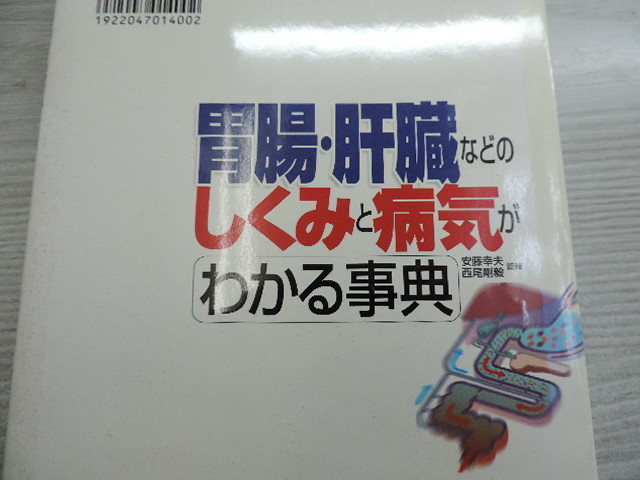 1922047014002
胃腸・肝臓などの
しくみと病気が
わかる事典
安藤幸夫
西尾剛毅 監修